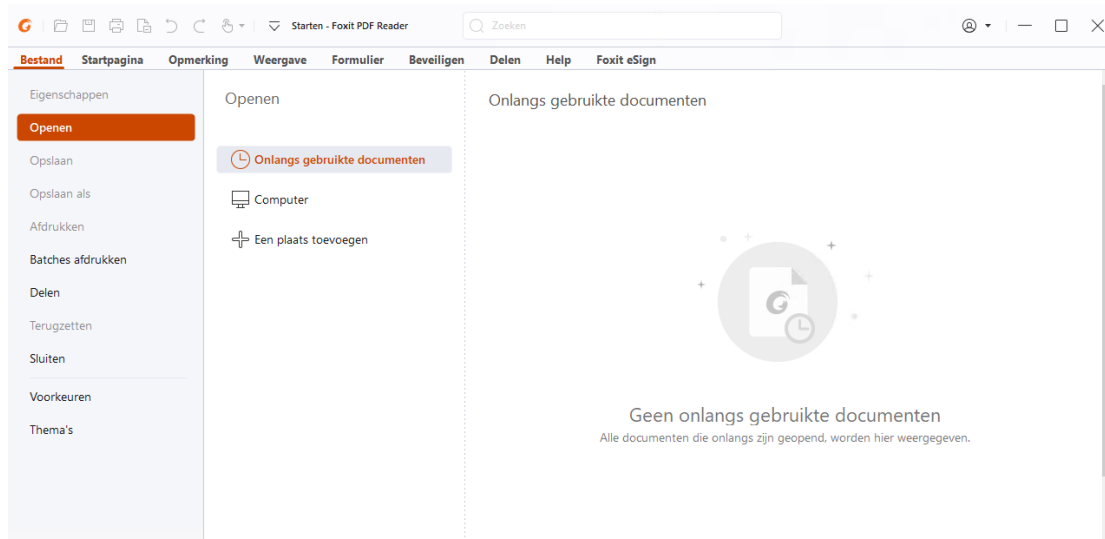 Starten - Foxit PDF Reader
Zoeken
Bestand Startpagina Opmerking Weergave Formulier Beveiligen Delen Help Foxit eSign
Eigenschappen
Openen
Opslaan
Opslaan als
Afdrukken
Batches afdrukken
Delen
Terugzetten
Sluiten
Voorkeuren
Thema's
Openen
Onlangs gebruikte documenten
Computer
Een plaats toevoegen
Onlangs gebruikte documenten
Geen onlangs gebruikte documenten
Alle documenten die onlangs zijn geopend, worden hier weergegeven.